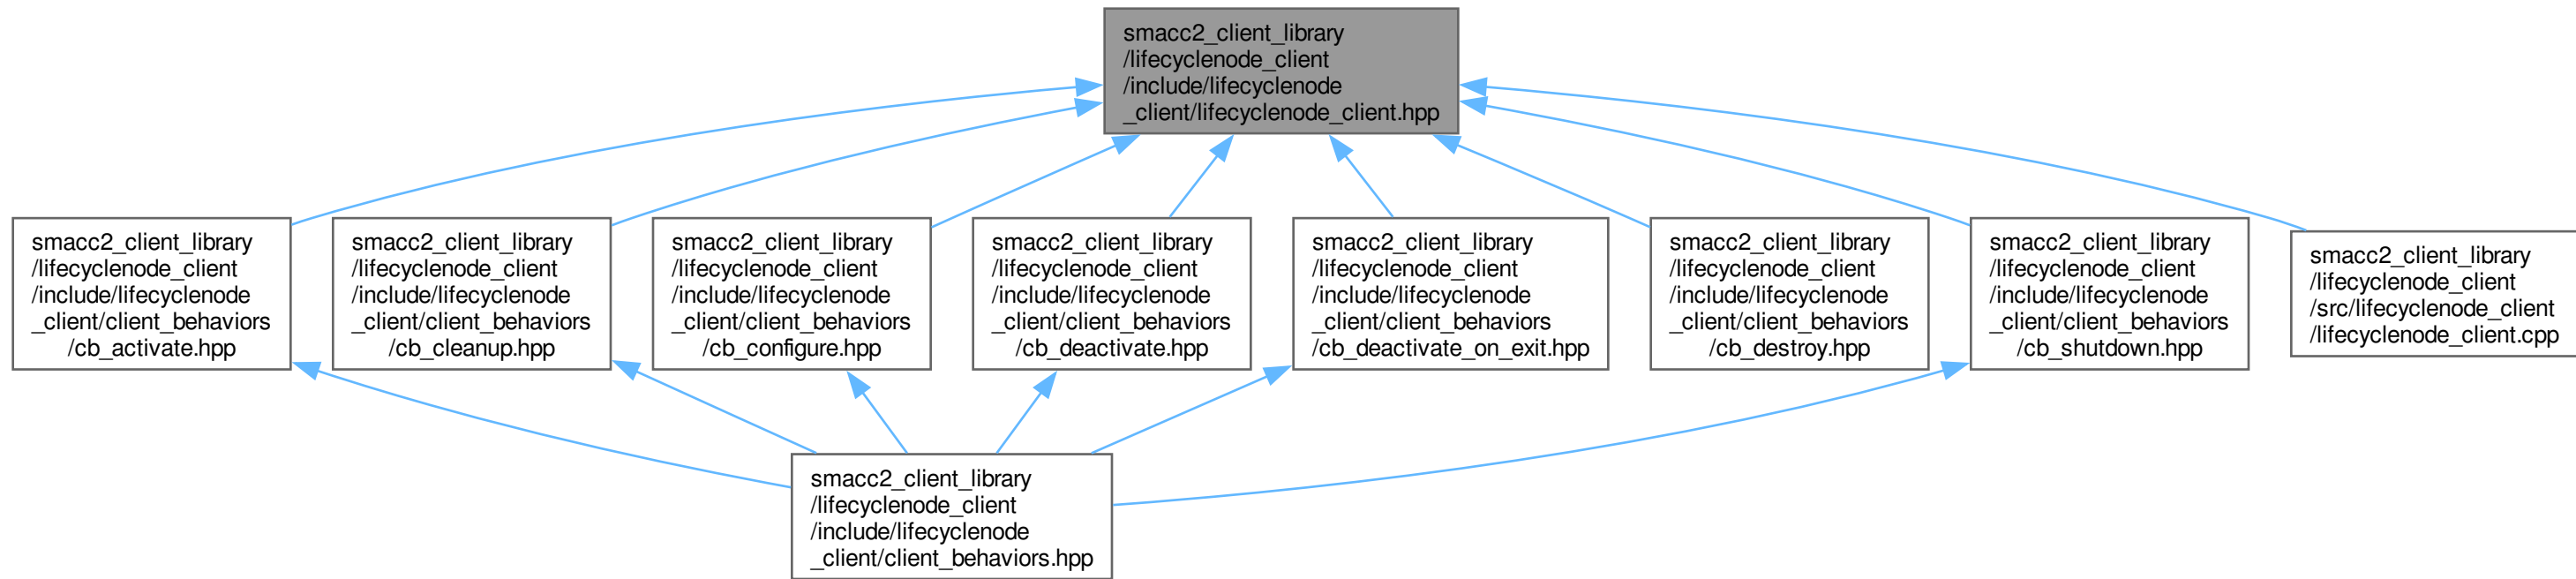 smacc2_client_library
/lifecyclenode_client
/include/lifecyclenode
_client/lifecyclenode_client.hpp
smacc2_client_library
/lifecyclenode_client
/include/lifecyclenode
_client/client_behaviors
/cb_activate.hpp
smacc2_client_library
/lifecyclenode_client
/include/lifecyclenode
_client/client_behaviors
/cb_cleanup.hpp
smacc2_client_library
/lifecyclenode_client
/include/lifecyclenode
_client/client_behaviors
/cb_configure.hpp
smacc2_client_library
/lifecyclenode_client
/include/lifecyclenode
_client/client_behaviors
/cb_deactivate.hpp
smacc2_client_library
/lifecyclenode_client
/include/lifecyclenode
_client/client_behaviors
/cb_deactivate_on_exit.hpp
smacc2_client_library
/lifecyclenode_client
/include/lifecyclenode
_client/client_behaviors
/cb_destroy.hpp
smacc2_client_library
/lifecyclenode_client
/include/lifecyclenode
_client/client_behaviors
/cb_shutdown.hpp
smacc2_client_library
/lifecyclenode_client
/src/lifecyclenode_client
/lifecyclenode_client.cpp
smacc2_client_library
/lifecyclenode_client
/include/lifecyclenode
_client/client_behaviors.hpp